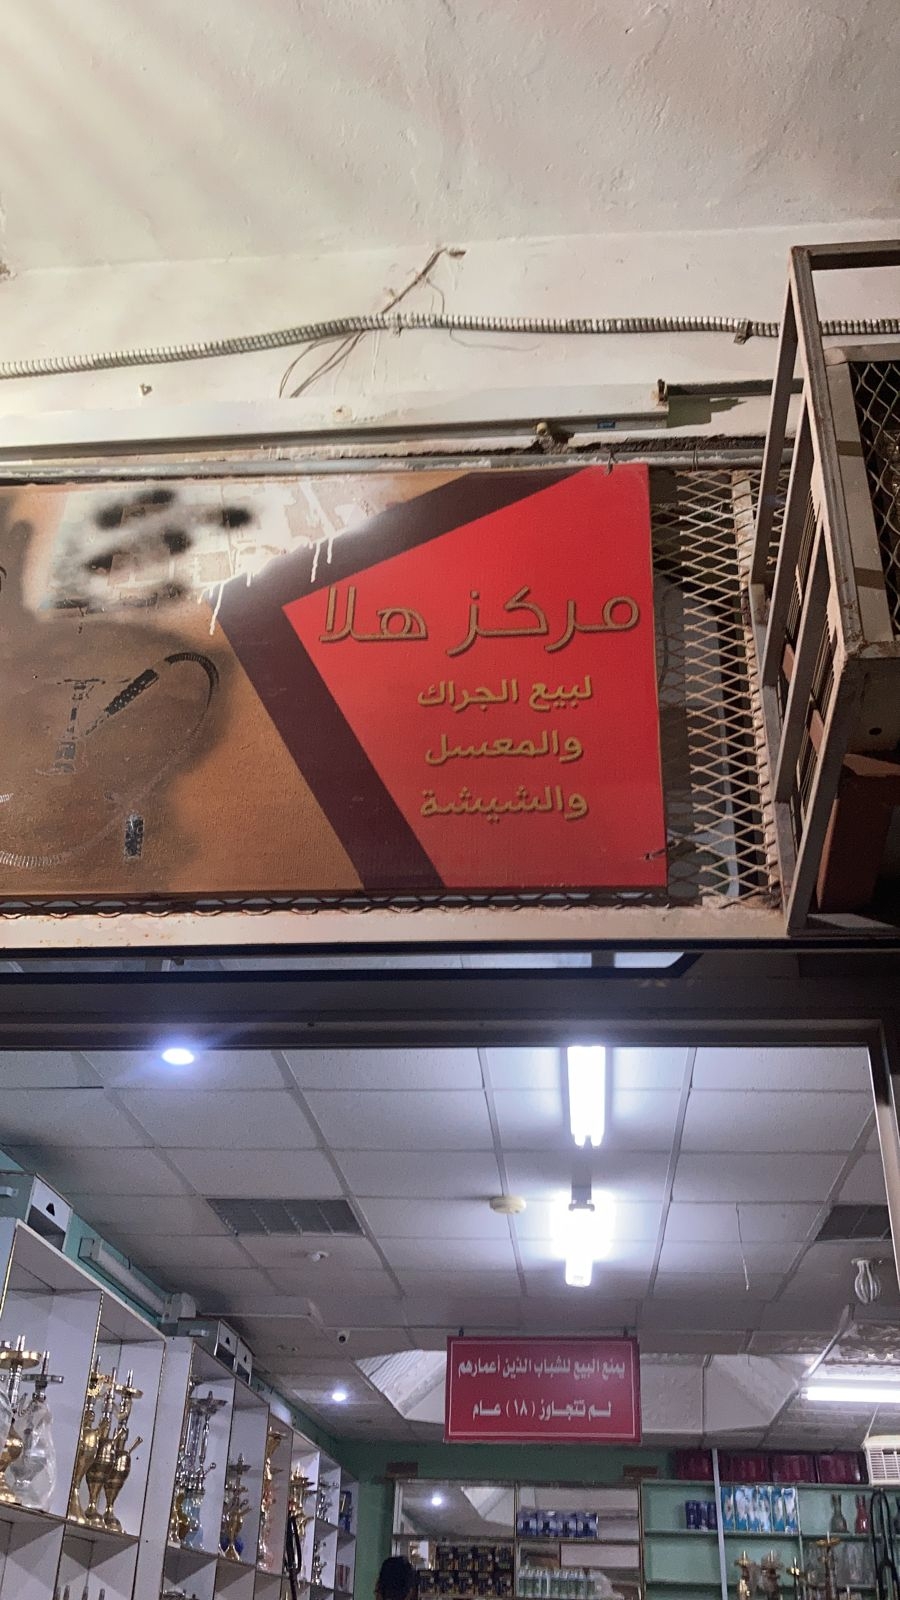 مركز هلا
لبيع الجراك
والمعسل
والشيشة
يمنع البيع للشباب الذين أعمارهم
لم تتجاوز (١٨) عام